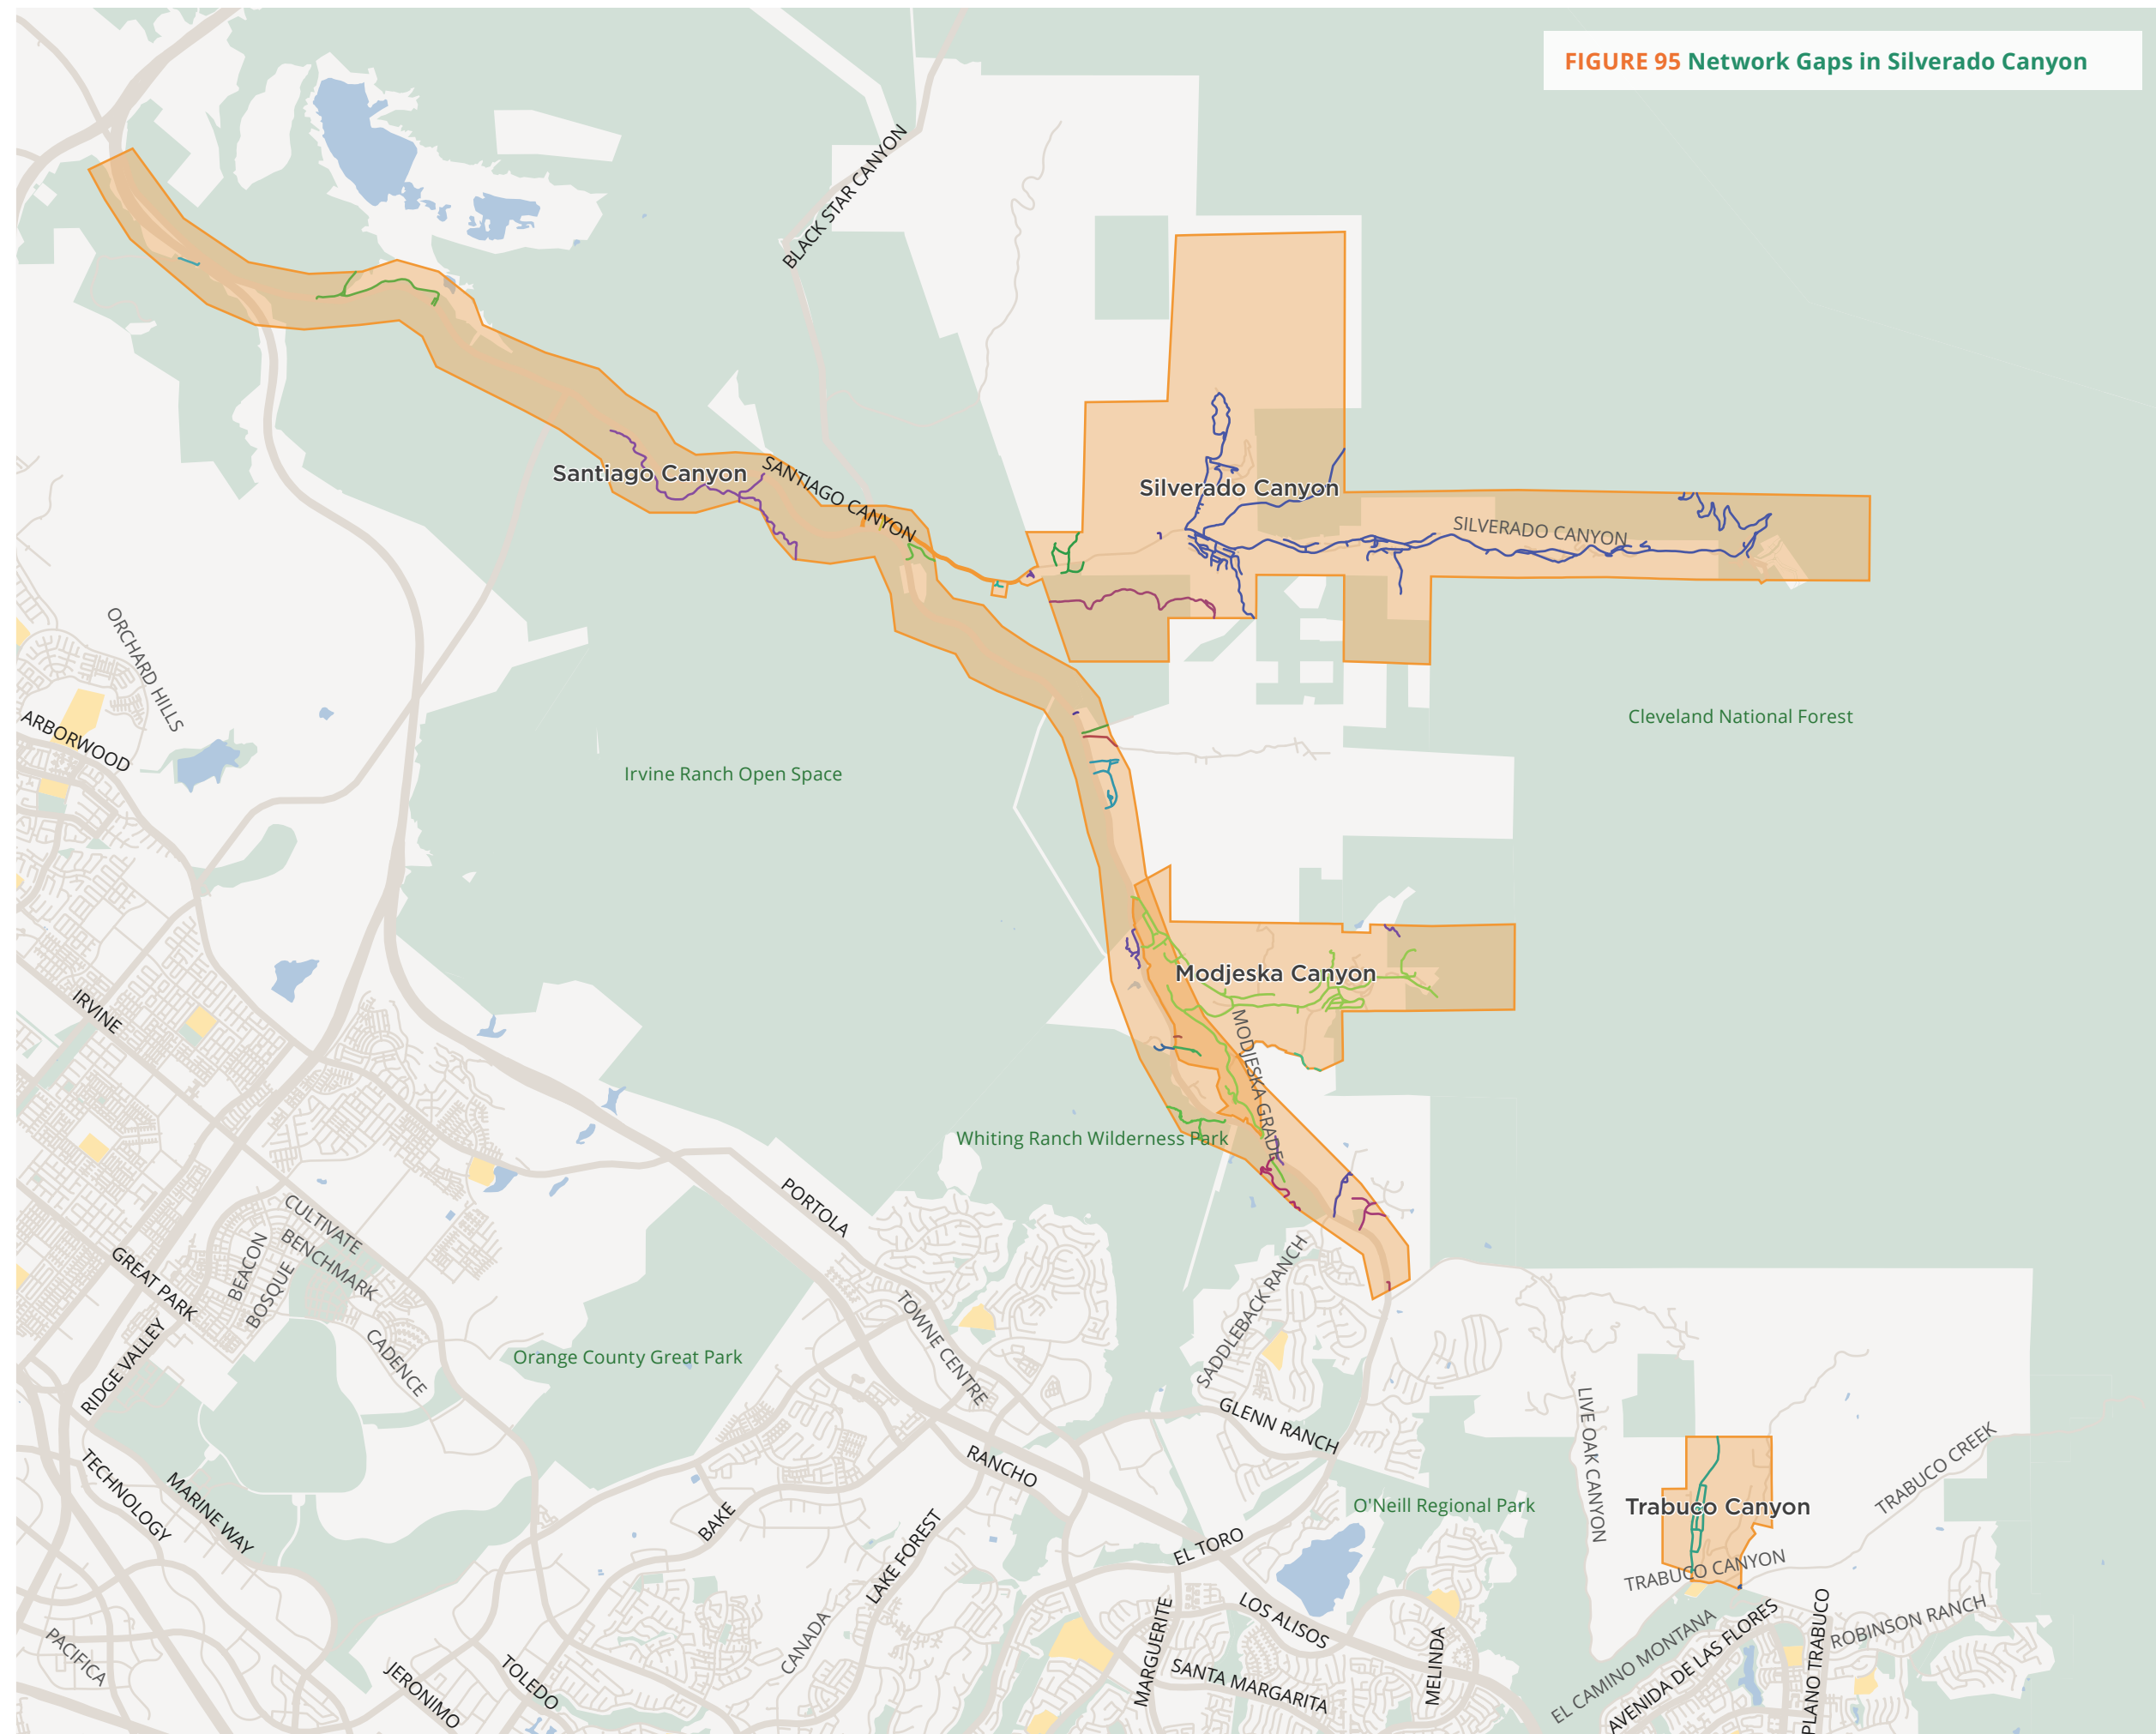 FIGURE 95 Network Gaps in Silverado Canyon
BLACK STAR CANYON
Santiago Canyon
SANTIAGO CANYON
Silverado Canyon
SILVERADO CANYON
ORCHARD HILLS
ARBORWOOD
Cleveland National Forest
Irvine Ranch Open Space
IRVINE
Modjeska Canyon
MODJESKA GRADE
Whiting Ranch Wilderness Park
PORTOLA
CULTIVATE
BENCHMARK
BEACON
BOSQUE
GREAT PARK
RIDGE VALLEY
CADENCE
TOWNE CENTRE
SADDLEBACK RANCH
Orange County Great Park
GLENN RANCH
LIVE OAK CANYON
RANCHO
TECHNOLOGY
MARINE WAY
BAKE
LAKE FOREST
EL TORO
O'Neill Regional Park
Trabuco Canyon
TRABUCO CREEK
TRABUCO CANYON
LOS ALISOS
MARGUERITE
CANADA
PACIFICA
JERONIMO
TOLEDO
SANTA MARGARITA
MELINDA
EL CAMINO MONTANA
AVENIDA DE LAS FLORES
PLANO TRABUCO
ROBINSON RANCH